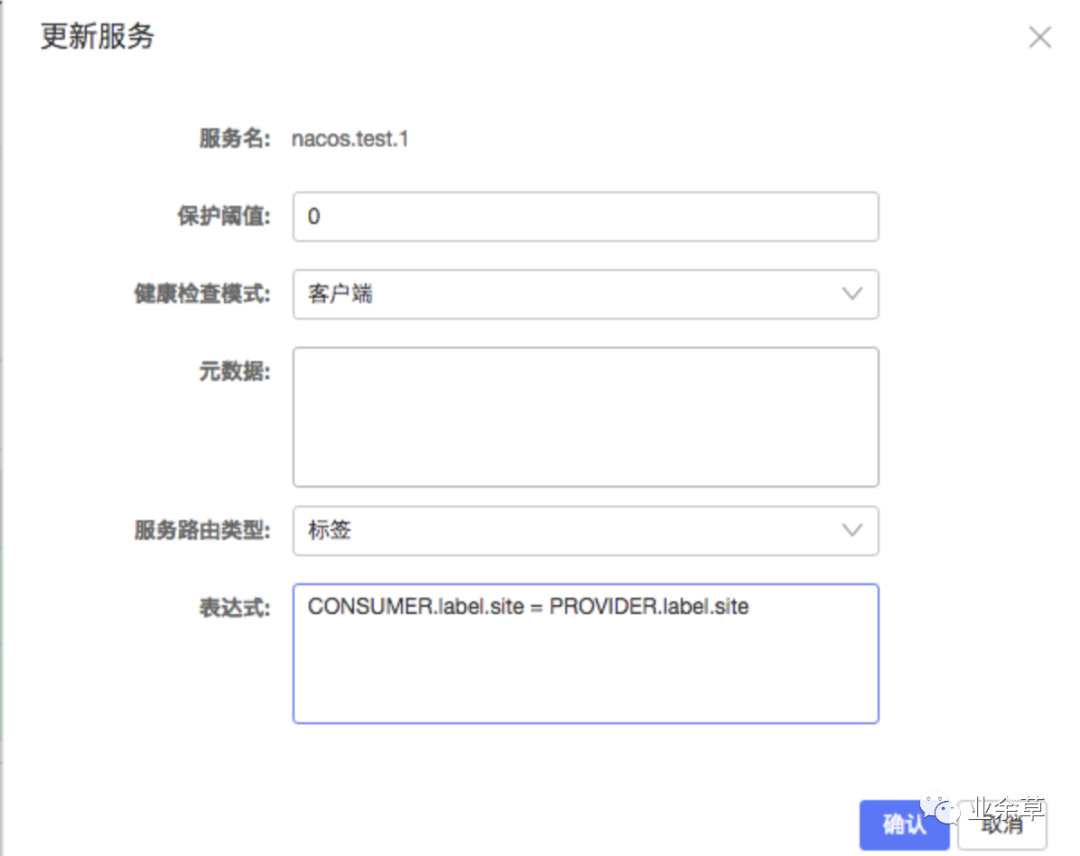 更新服务
服务名: nacos.test.1
保护阈值: 0
健康检查模式: 客户端
元数据:
服务路由类型: 标签
表达式: CONSUMER.label.site = PROVIDER.label.site
业余草
确认 取消